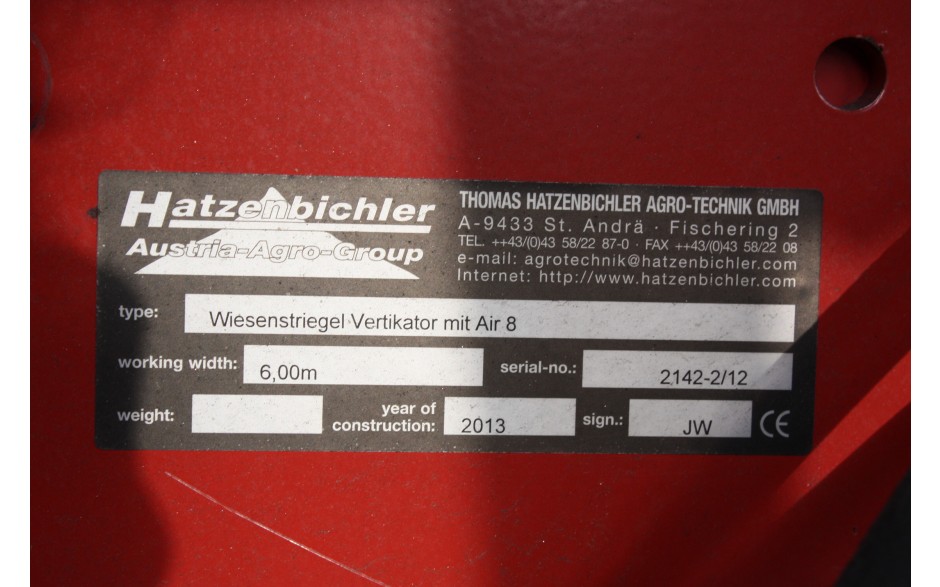 Hatzenbichler
Austria-Agro-Group
THOMAS HATZENBICHLER AGRO-TECHNIK GMBH
A-9433 St. Andrä · Fischering 2
TEL. ++43/(0)43 58/22 87-0 · FAX ++43/(0)43 58/22 08
e-mail: agrotechnik@hatzenbichler.com
Internet: http://www.hatzenbichler.com
type: Wiesenstriegel Vertikator mit Air 8
working width: 6,00m serial-no.: 2142-2/12
weight: year of construction: 2013 sign.: JW CE